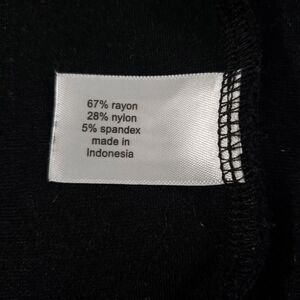 67% rayon
28% nylon
5% spandex
made in
Indonesia